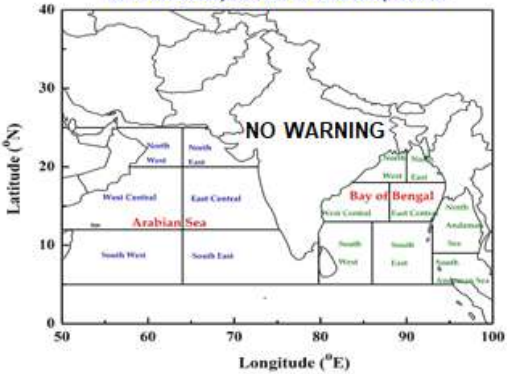 40
30
20
10
0
Latitude (°N)
NO WARNING
North
West
North
East
West Central
East Central
Arabian Sea
South West
South East
North
West
North
East
Bay of Bengal
West Central
East Central
South
West
South
East
North
Andaman
Sea
South
Andaman Sea
50 60 70 80 90 100
Longitude (°E)